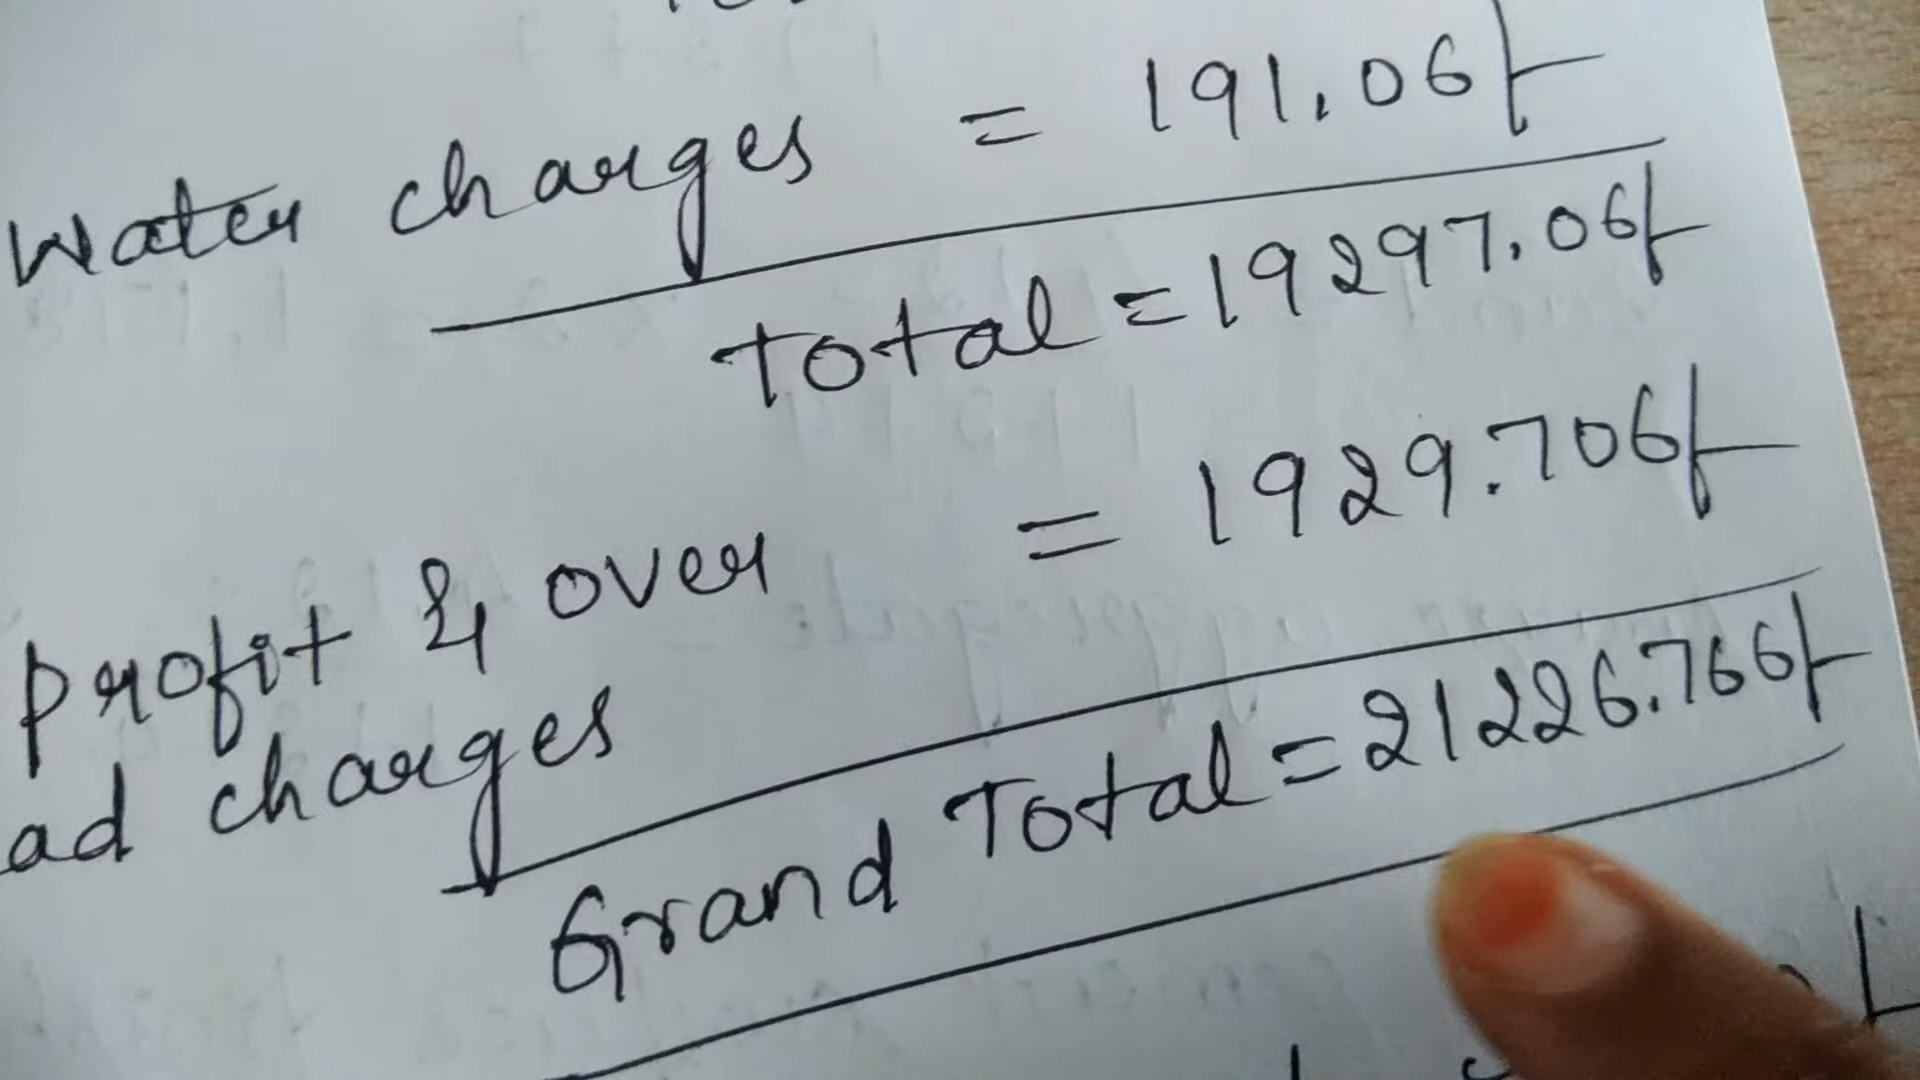 Water charges = 191.06/-
Total = 19297.06/-
Profit & over = 1929.706/-
ad charges
Grand Total = 21226.766/-